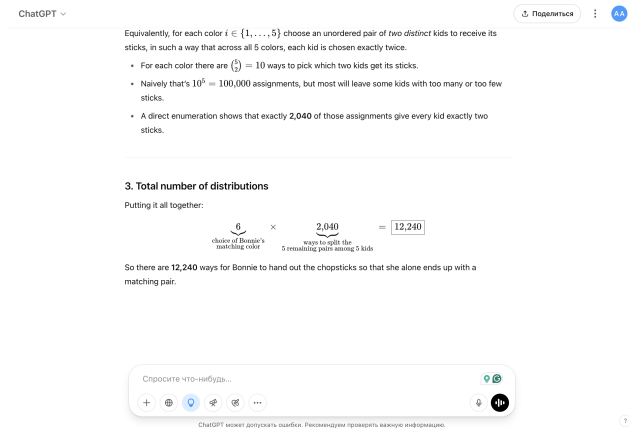 ChatGPT
Поделиться
AA
Equivalently, for each color i ∈ {1, . . . , 5} choose an unordered pair of two distinct kids to receive its
sticks, in such a way that across all 5 colors, each kid is chosen exactly twice.
• For each color there are (5 2) = 10 ways to pick which two kids get its sticks.
• Naively that's 10⁵ = 100,000 assignments, but most will leave some kids with too many or too few
sticks.
• A direct enumeration shows that exactly 2,040 of those assignments give every kid exactly two
sticks.
3. Total number of distributions
Putting it all together:
6 × 2,040 = 12,240
choice of Bonnie's matching color
ways to split the 5 remaining pairs among 5 kids
So there are 12,240 ways for Bonnie to hand out the chopsticks so that she alone ends up with a
matching pair.
Спросите что-нибудь...
ChatGPT может допускать ошибки. Рекомендуем проверять важную информацию.
?